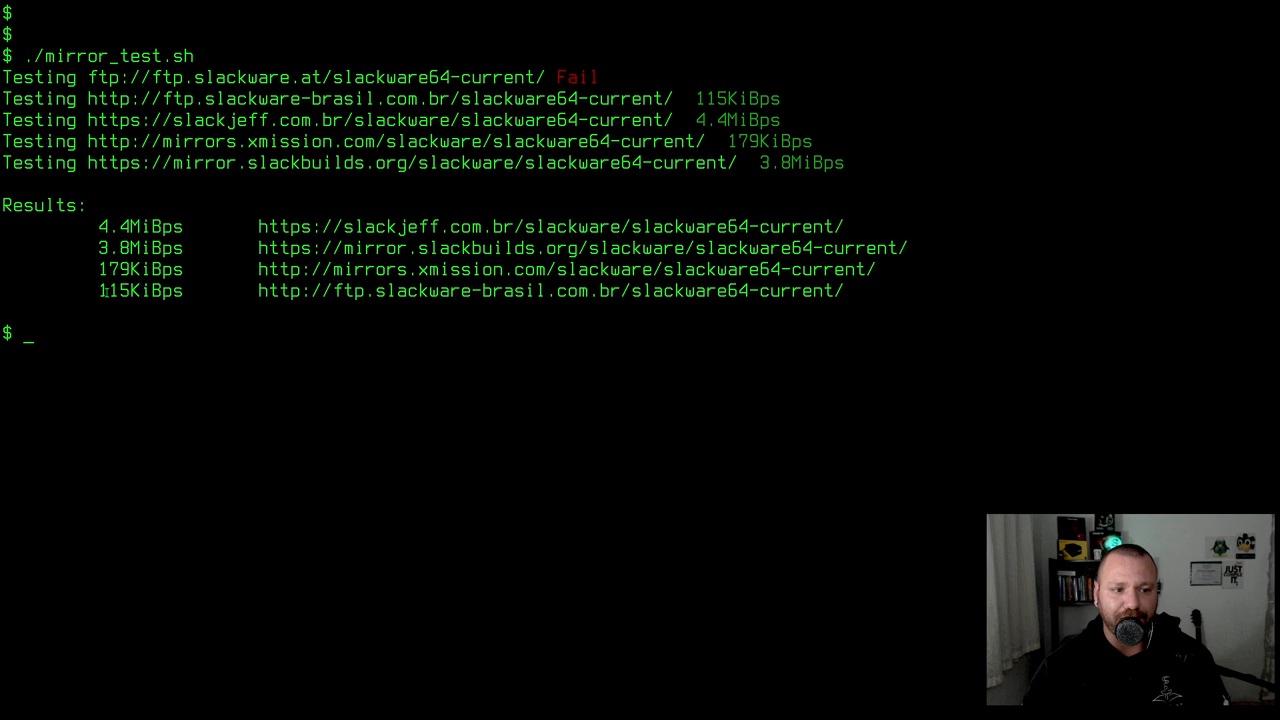 $
$
$ ./mirror_test.sh
Testing ftp://ftp.slackware.at/slackware64-current/ Fail
Testing http://ftp.slackware-brasil.com.br/slackware64-current/  115KiBps
Testing https://slackjeff.com.br/slackware/slackware64-current/  4.4MiBps
Testing http://mirrors.xmission.com/slackware/slackware64-current/  179KiBps
Testing https://mirror.slackbuilds.org/slackware/slackware64-current/  3.8MiBps
Results:
4.4MiBps       https://slackjeff.com.br/slackware/slackware64-current/
3.8MiBps       https://mirror.slackbuilds.org/slackware/slackware64-current/
179KiBps       http://mirrors.xmission.com/slackware/slackware64-current/
115KiBps       http://ftp.slackware-brasil.com.br/slackware64-current/
$ _
JUST
IT